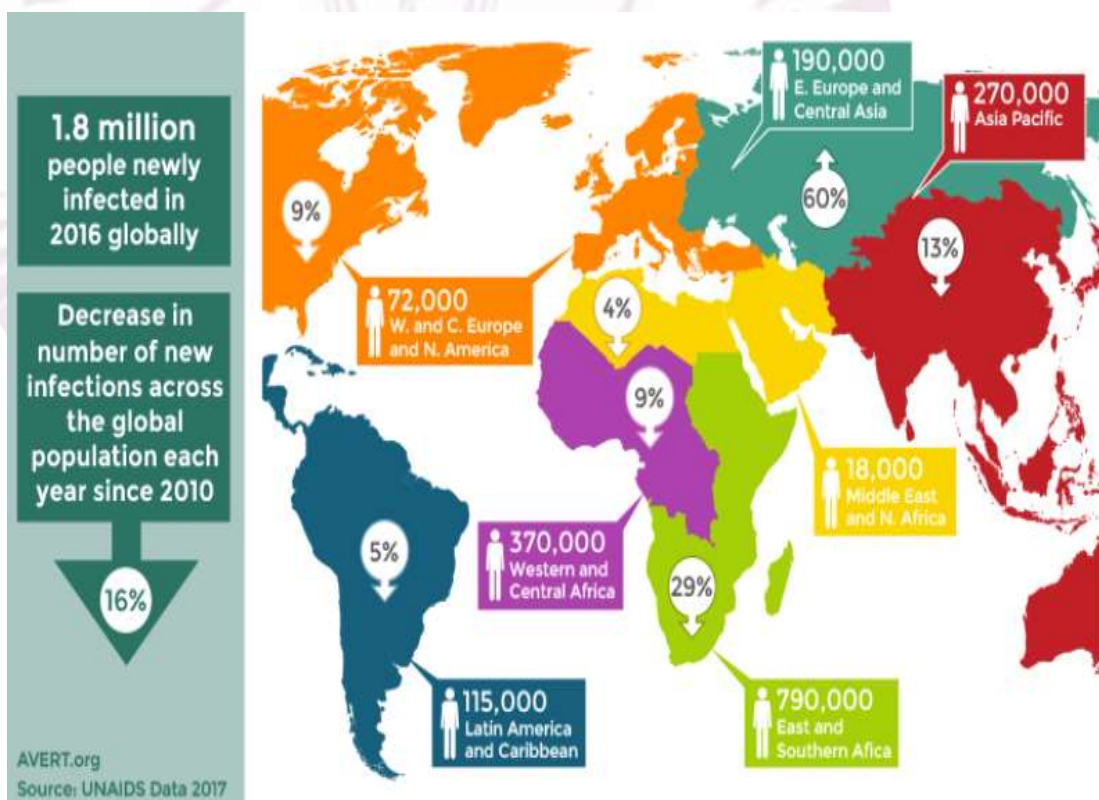 1.8 million
people newly
infected in
2016 globally
Decrease in
number of new
infections across
the global
population each
year since 2010
16%
AVERT.org
Source: UNAIDS Data 2017
190,000
E. Europe and
Central Asia
270,000
Asia Pacific
60%
9%
13%
72,000
W. and C. Europe
and N. America
4%
9%
18,000
Middle East
and N. Africa
370,000
Western and
Central Africa
5%
29%
115,000
Latin America
and Caribbean
790,000
East and
Southern Afica